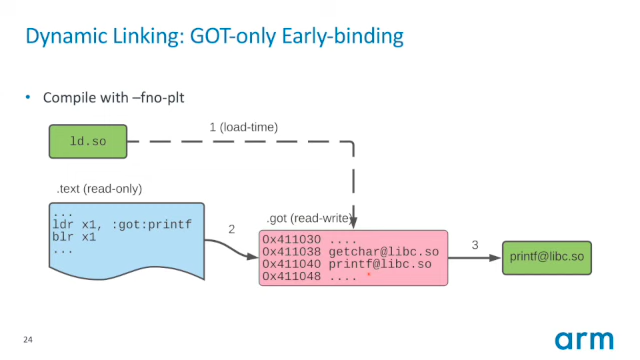 Dynamic Linking: GOT-only Early-binding
• Compile with –fno-plt
1 (load-time)
ld.so
.text (read-only)
...
ldr x1, :got:printf
blr x1
...
2
.got (read-write)
0x411030 ....
0x411038 getchar@libc.so
0x411040 printf@libc.so
0x411048 ....
3
printf@libc.so
24
arm